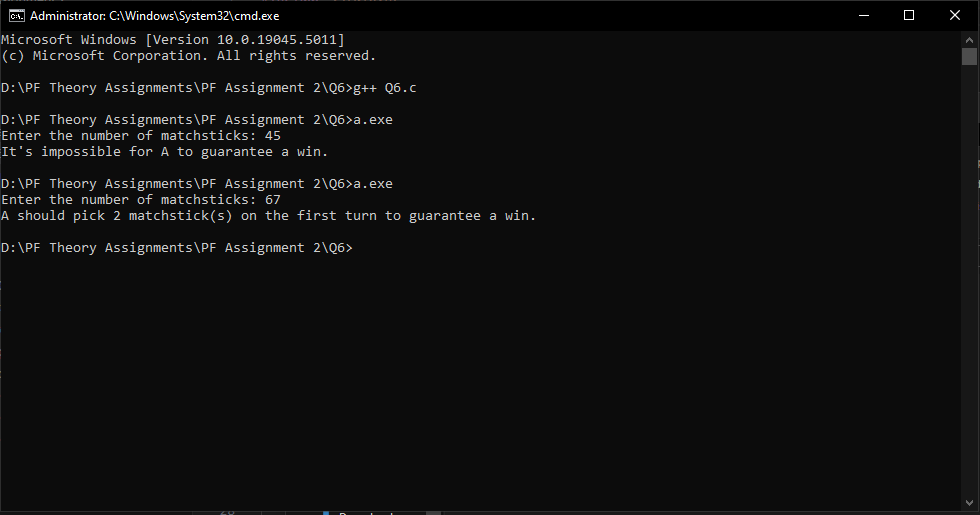 Administrator: C:\Windows\System32\cmd.exe
Microsoft Windows [Version 10.0.19045.5011]
(c) Microsoft Corporation. All rights reserved.
D:\PF Theory Assignments\PF Assignment 2\Q6>g++ Q6.c
D:\PF Theory Assignments\PF Assignment 2\Q6>a.exe
Enter the number of matchsticks: 45
It's impossible for A to guarantee a win.
D:\PF Theory Assignments\PF Assignment 2\Q6>a.exe
Enter the number of matchsticks: 67
A should pick 2 matchstick(s) on the first turn to guarantee a win.
D:\PF Theory Assignments\PF Assignment 2\Q6>